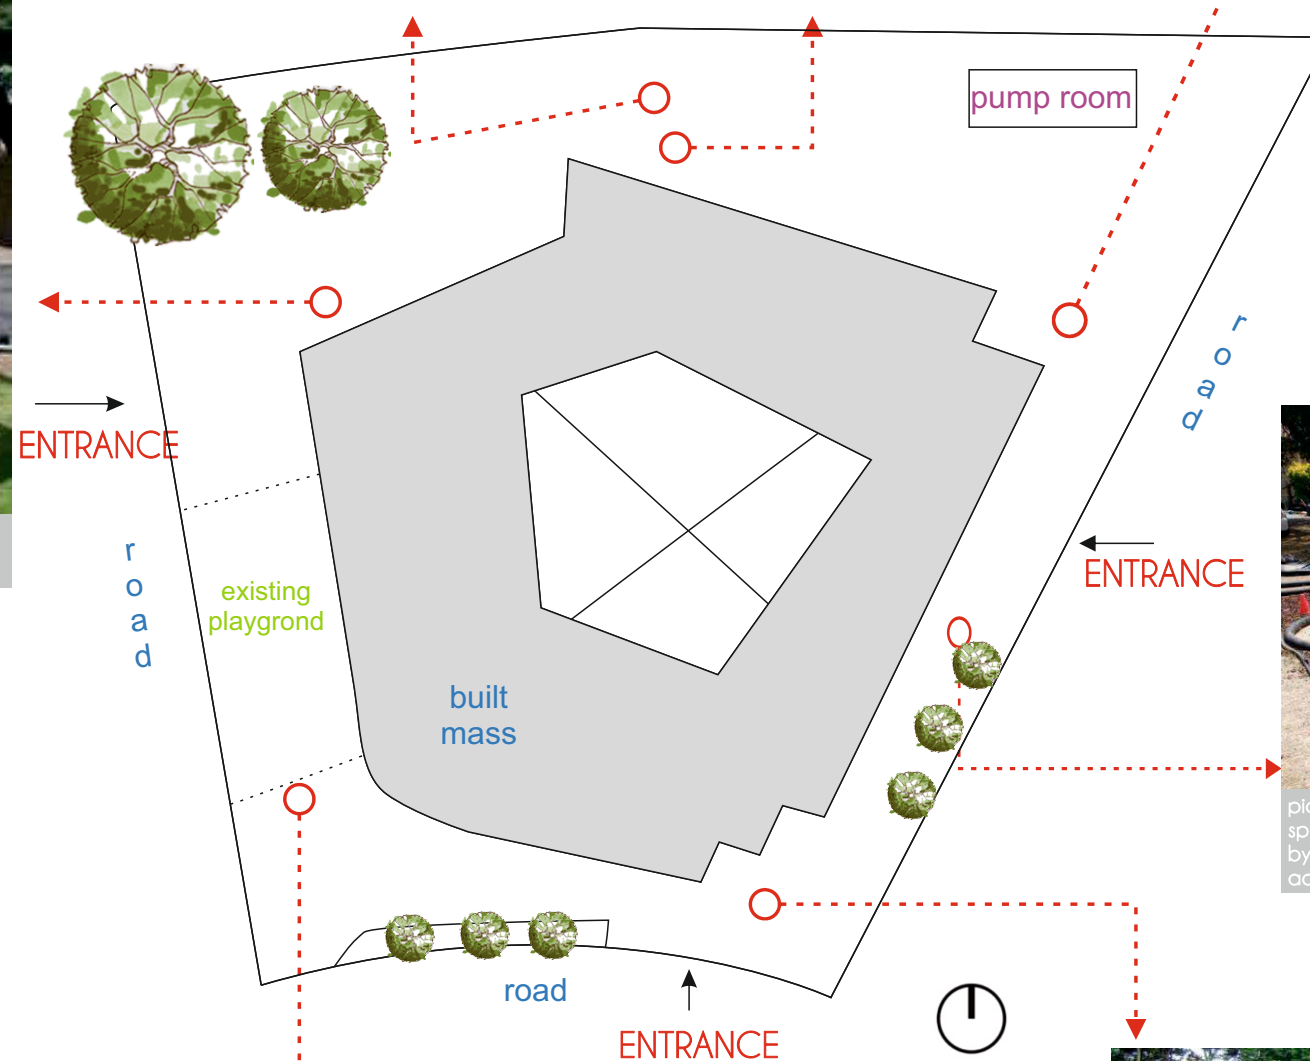 pump room
road
ENTRANCE
road
existing
playgrond
ENTRANCE
built
mass
road
ENTRANCE